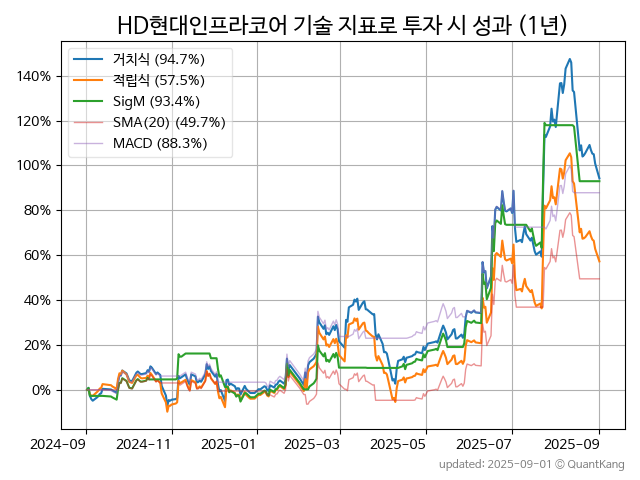 HD현대인프라코어 기술 지표로 투자 시 성과 (1년)
거치식 (94.7%)
적립식 (57.5%)
SigM (93.4%)
SMA(20) (49.7%)
MACD (88.3%)
140%
120%
100%
80%
60%
40%
20%
0%
2024-09 2024-11 2025-01 2025-03 2025-05 2025-07 2025-09
updated: 2025-09-01 © QuantKang